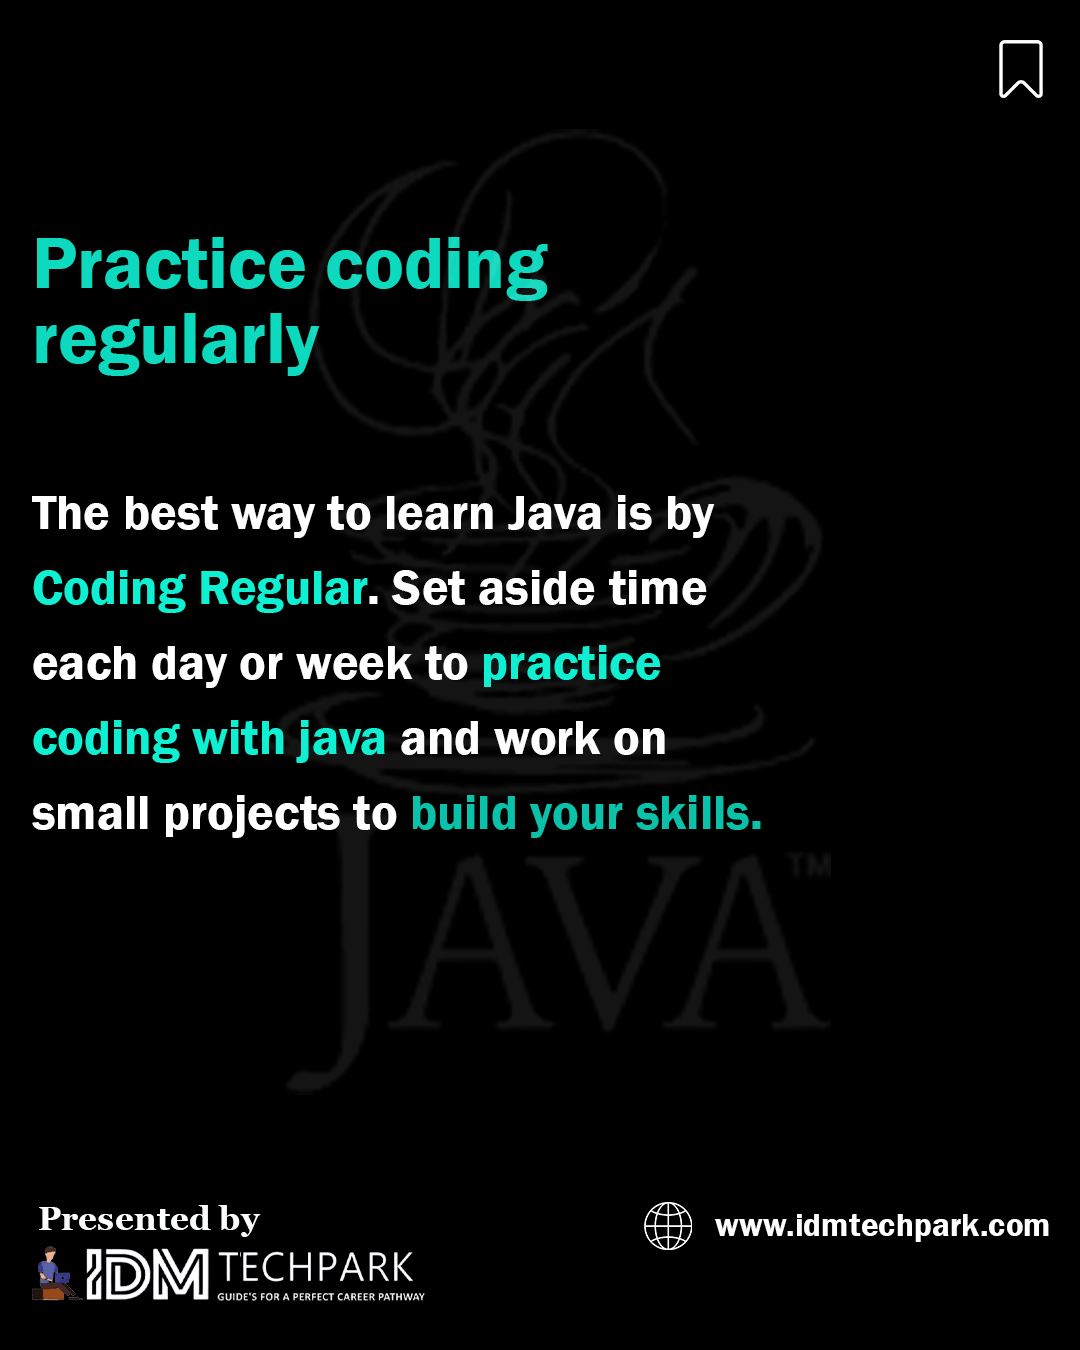 Practice coding
regularly
The best way to learn Java is by
Coding Regular. Set aside time
each day or week to practice
coding with java and work on
small projects to build your skills.
JAVA™
Presented by
IDM TECHPARK
GUIDE'S FOR A PERFECT CAREER PATHWAY
www.idmtechpark.com